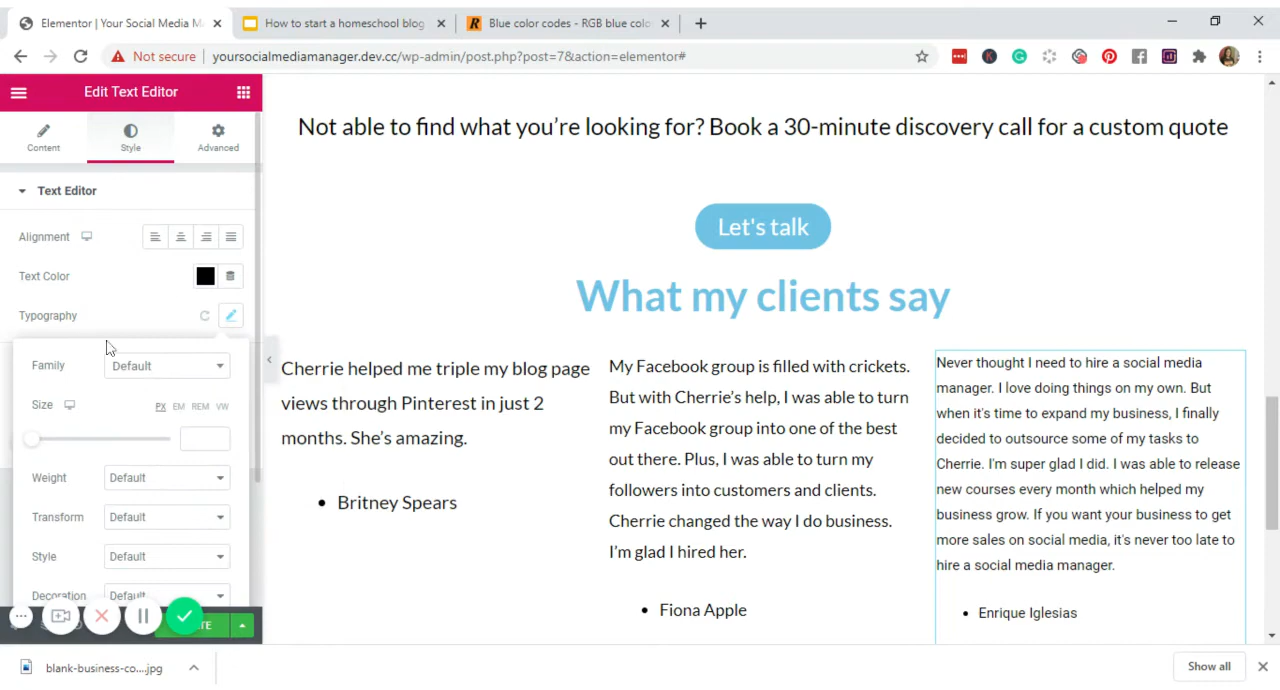 Elementor | Your Social Media M
How to start a homeschool blog
Blue color codes - RGB blue colo
Not secure
yoursocialmediamanager.dev.cc/wp-admin/post.php?post=7&action=elementor#
Edit Text Editor
Content
Style
Advanced
Text Editor
Alignment
Text Color
Typography
Family
Default
Size
PX EM REM VW
Weight
Default
Transform
Default
Style
Default
Decoration
Default
TE
Not able to find what you're looking for? Book a 30-minute discovery call for a custom quote
Let's talk
What my clients say
Cherrie helped me triple my blog page
views through Pinterest in just 2
months. She's amazing.
• Britney Spears
My Facebook group is filled with crickets.
But with Cherrie's help, I was able to turn
my Facebook group into one of the best
out there. Plus, I was able to turn my
followers into customers and clients.
Cherrie changed the way I do business.
I'm glad I hired her.
• Fiona Apple
Never thought I need to hire a social media
manager. I love doing things on my own. But
when it's time to expand my business, I finally
decided to outsource some of my tasks to
Cherrie. I'm super glad I did. I was able to release
new courses every month which helped my
business grow. If you want your business to get
more sales on social media, it's never too late to
hire a social media manager.
• Enrique Iglesias
blank-business-co....jpg
Show all